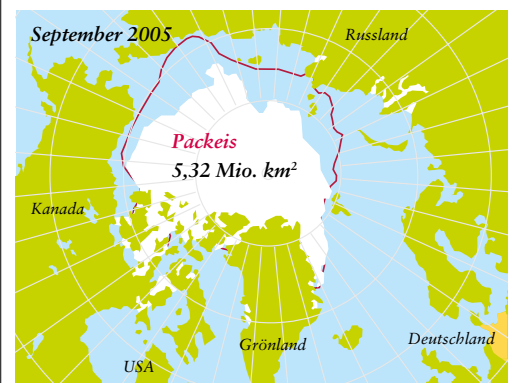 September 2005
Russland
Packeis
5,32 Mio. km²
Kanada
Grönland
Deutschland
USA